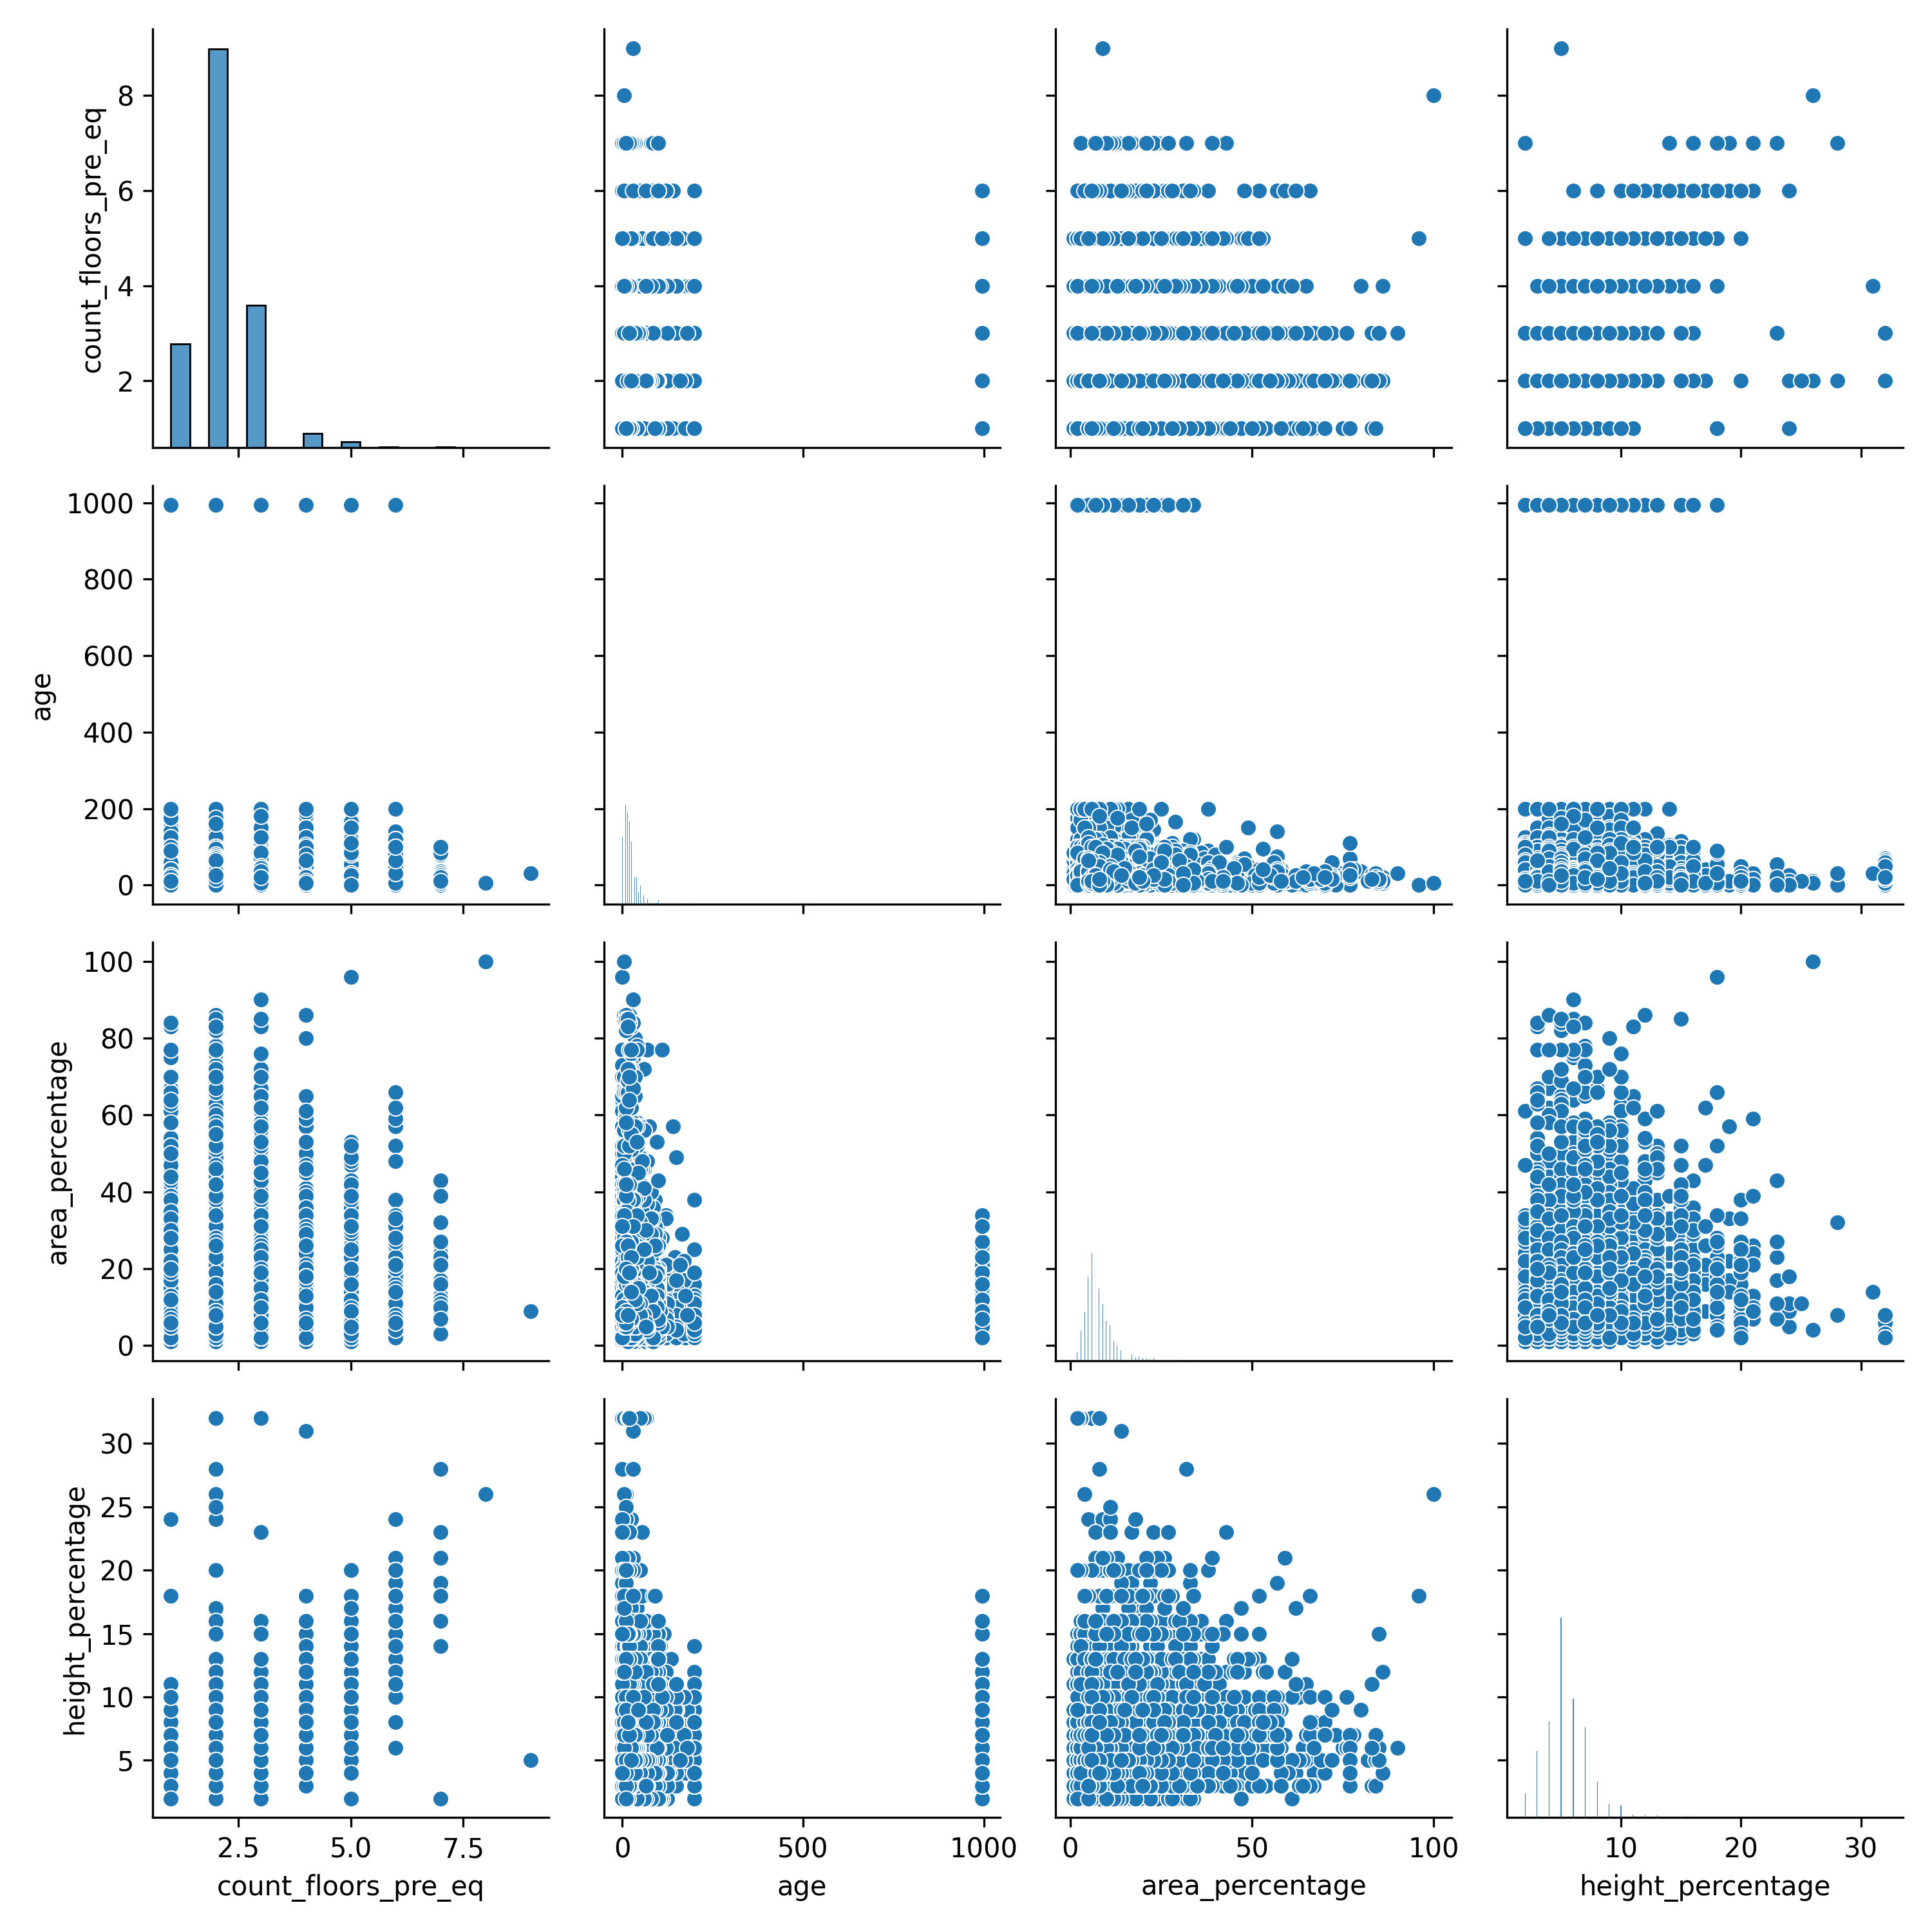 count_floors_pre_eq
8
6
4
2
age
1000
800
600
400
200
0
area_percentage
100
80
60
40
20
0
height_percentage
30
25
20
15
10
5
2.5 5.0 7.5
0 500 1000
0 50 100
10 20 30
count_floors_pre_eq
age
area_percentage
height_percentage